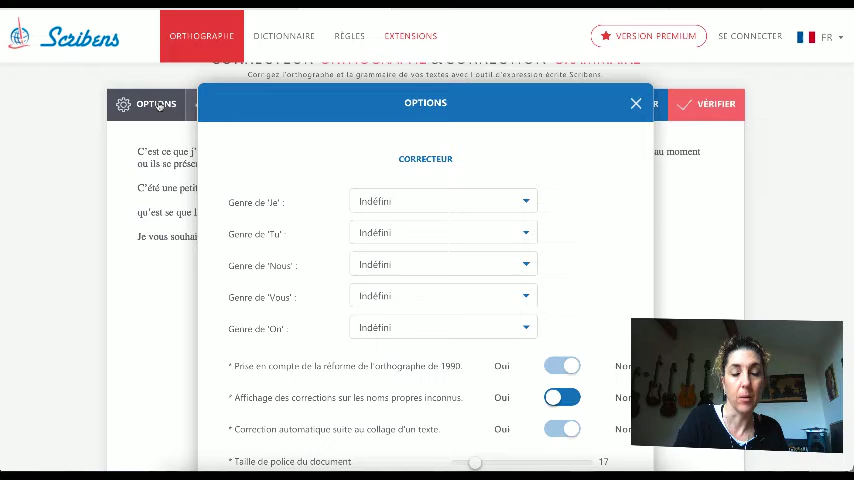 Scribens
ORTHOGRAPHE
DICTIONNAIRE
RÈGLES
EXTENSIONS
VERSION PREMIUM
SE CONNECTER
FR
CORRECTEUR ORTHOGRAPHE & CORRECTION GRAMMAIRE
Corrigez l'orthographe et la grammaire de vos textes avec l'outil d'expression écrite Scribens.
OPTIONS
OPTIONS
R
VÉRIFIER
C'est ce que j'
au moment
ou ils se
C'été une
qu'est se que
Je vous
CORRECTEUR
Genre de 'Je' :
Indéfini
Genre de 'Tu' :
Indéfini
Genre de 'Nous' :
Indéfini
Genre de 'Vous' :
Indéfini
Genre de 'On' :
Indéfini
* Prise en compte de la réforme de l'orthographe de 1990.
Oui
Non
* Affichage des corrections sur les noms propres inconnus.
Oui
Non
* Correction automatique suite au collage d'un texte.
Oui
Non
* Taille de police du document
17